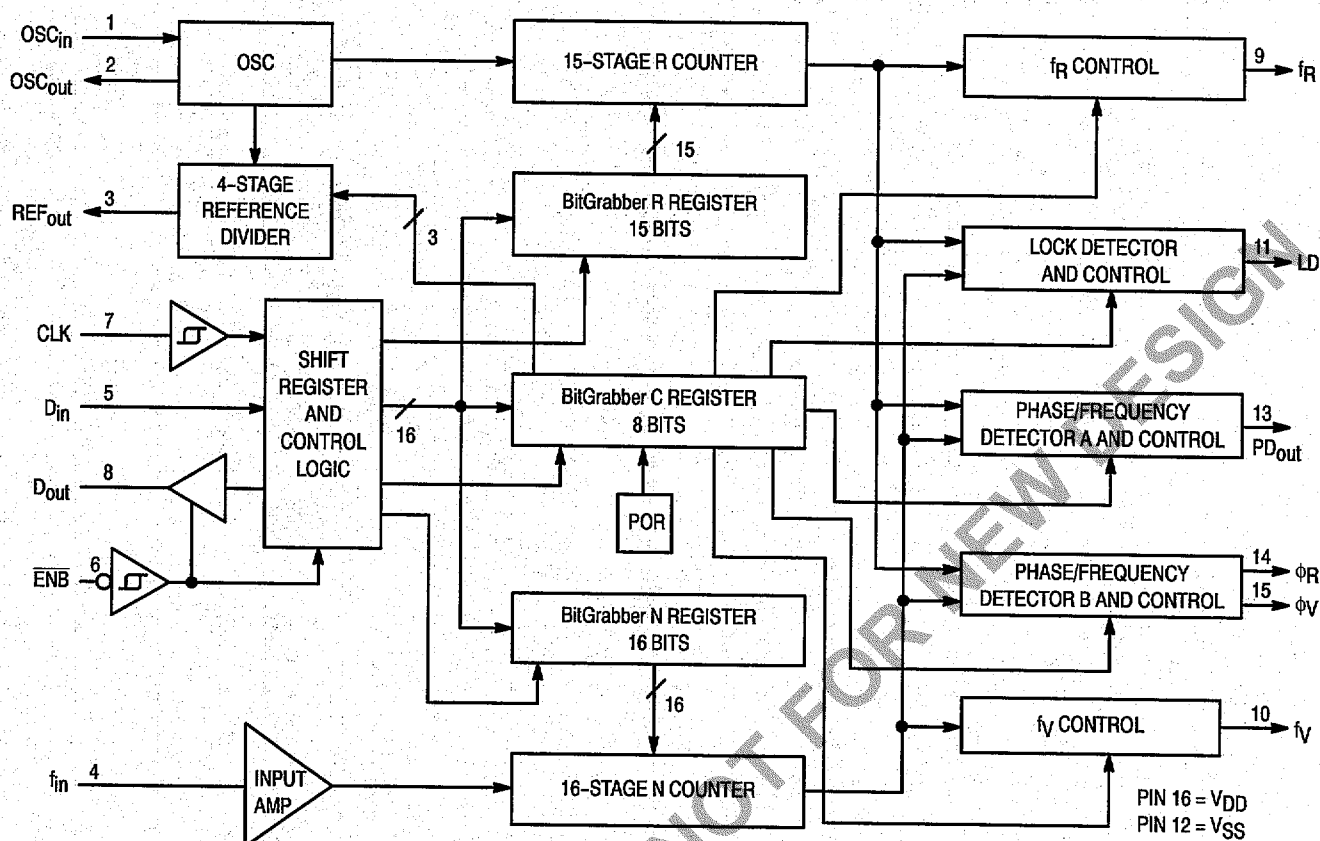 OSCin
1
OSCout
2
OSC
15-STAGE R COUNTER
fR CONTROL
9
fR
15
REFout
3
4-STAGE
REFERENCE
DIVIDER
3
BitGrabber R REGISTER
15 BITS
LOCK DETECTOR
AND CONTROL
11
LD
CLK
7
Din
5
Dout
8
ENB
6
SHIFT
REGISTER
AND
CONTROL
LOGIC
16
BitGrabber C REGISTER
8 BITS
POR
PHASE/FREQUENCY
DETECTOR A AND CONTROL
13
PDout
PHASE/FREQUENCY
DETECTOR B AND CONTROL
14
ϕR
15
ϕV
BitGrabber N REGISTER
16 BITS
16
fin
4
INPUT
AMP
16-STAGE N COUNTER
fV CONTROL
10
fV
PIN 16 = VDD
PIN 12 = VSS
NOT FOR NEW DESIGN